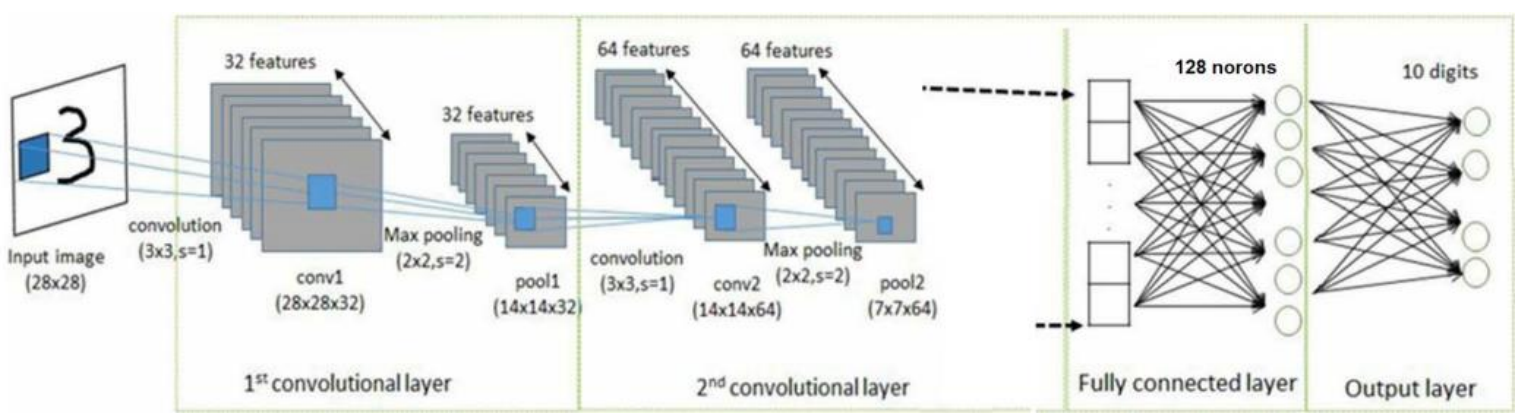 3
Input image
(28x28)
convolution
(3x3,s=1)
32 features
conv1
(28x28x32)
Max pooling
(2x2,s=2)
32 features
pool1
(14x14x32)
1st convolutional layer
64 features
convolution
(3x3,s=1)
conv2
(14x14x64)
64 features
Max pooling
(2x2,s=2)
pool2
(7x7x64)
2nd convolutional layer
128 norons
Fully connected layer
10 digits
Output layer